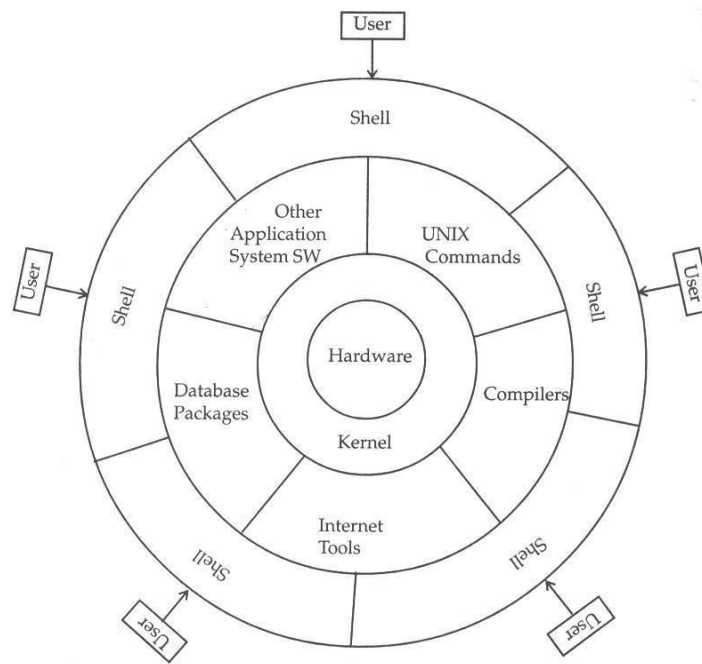 User
Shell
Other
Application
System SW
UNIX
Commands
User
Shell
Shell
User
Hardware
Database
Packages
Compilers
Kernel
Internet
Tools
Shell
Shell
User
User